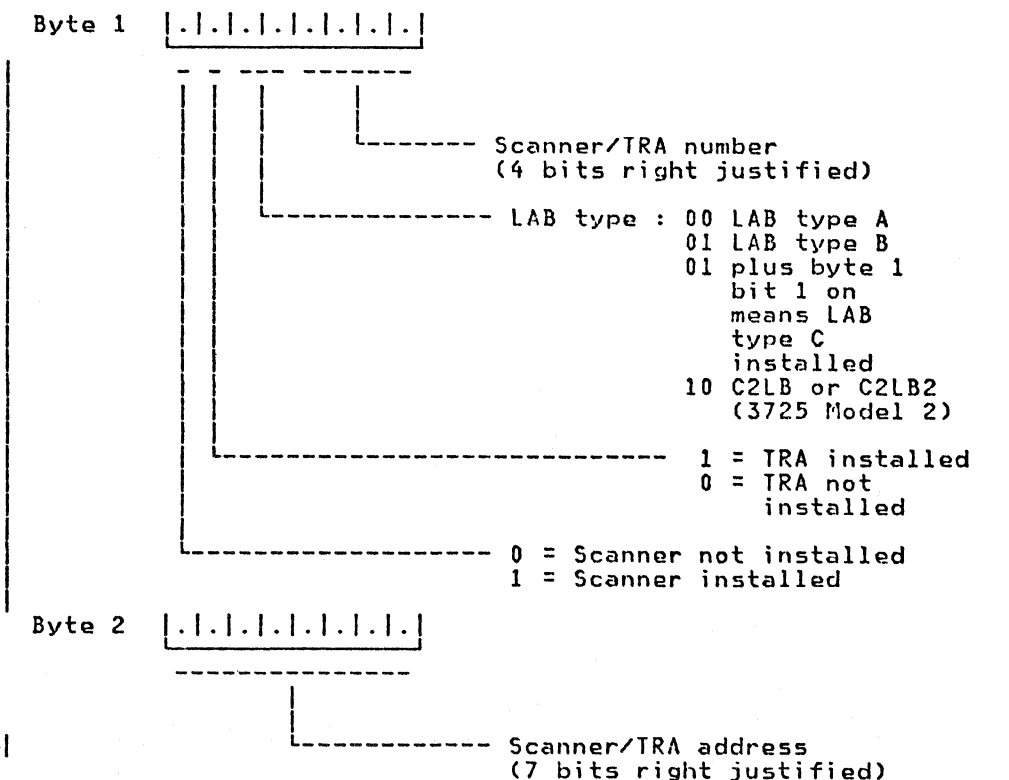 Byte 1 |.|.|.|.|.|.|.|.|
Scanner/TRA number
(4 bits right justified)
LAB type : 00 LAB type A
01 LAB type B
01 plus byte 1
bit 1 on
means LAB
type C
installed
10 C2LB or C2LB2
(3725 Model 2)
1 = TRA installed
0 = TRA not
installed
0 = Scanner not installed
1 = Scanner installed
Byte 2 |.|.|.|.|.|.|.|.|
Scanner/TRA address
(7 bits right justified)